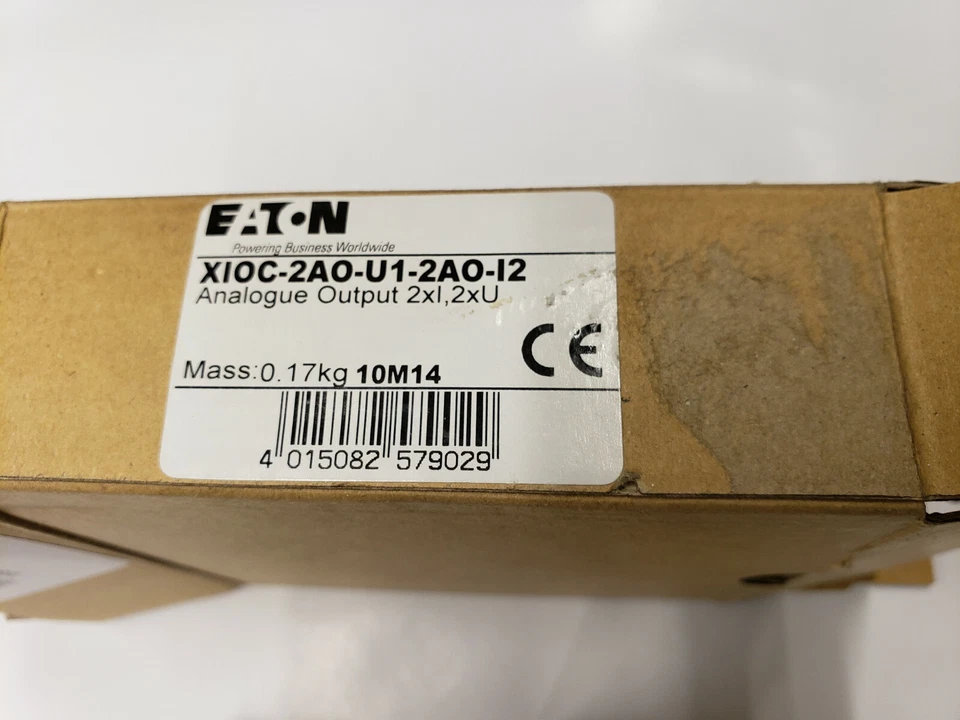 EATON
Powering Business Worldwide
XIOC-2AO-U1-2AO-I2
Analogue Output 2xI,2xU
CE
Mass:0.17kg 10M14
4 015082 579029